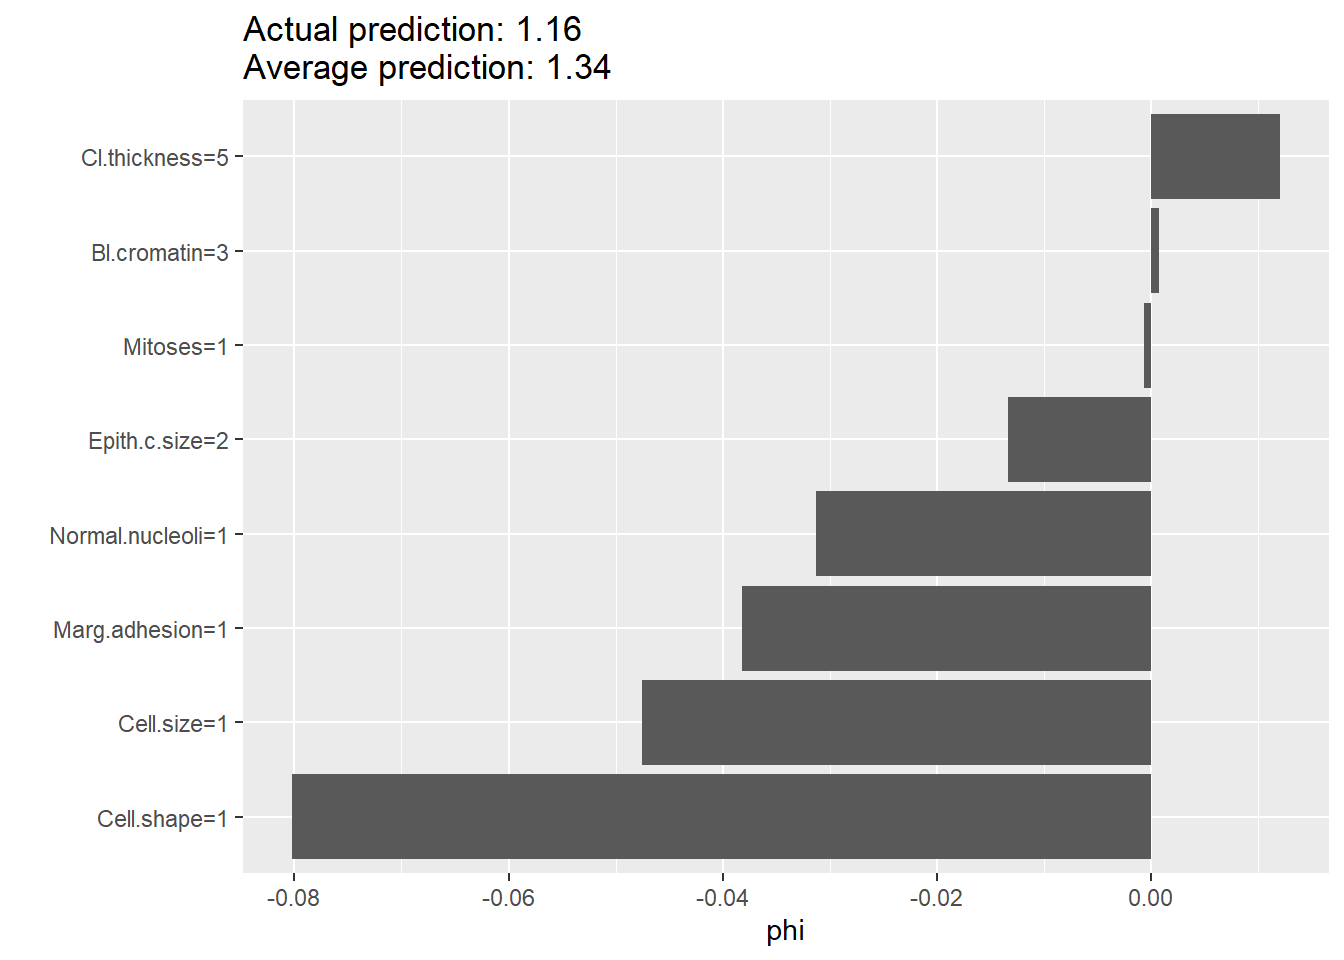 Actual prediction: 1.16
Average prediction: 1.34
Cl.thickness=5
Bl.cromatin=3
Mitoses=1
Epith.c.size=2
Normal.nucleoli=1
Marg.adhesion=1
Cell.size=1
Cell.shape=1
-0.08 -0.06 -0.04 -0.02 0.00
phi